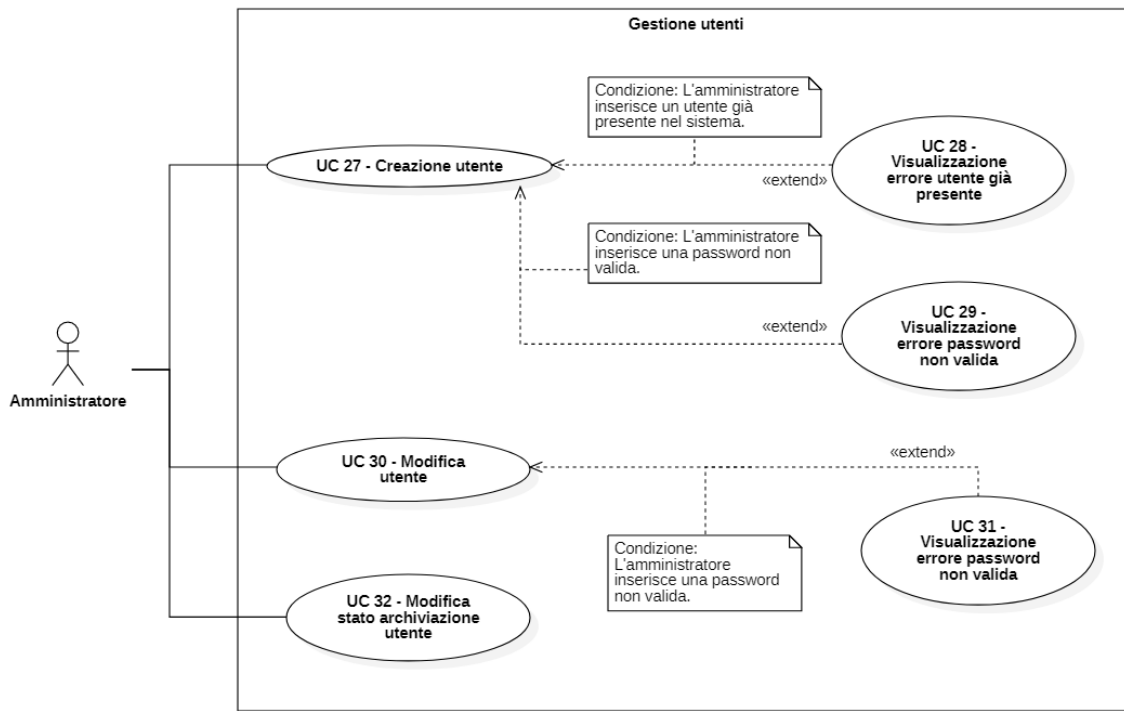 Gestione utenti
Condizione: L'amministratore
inserisce un utente già
presente nel sistema.
UC 27 - Creazione utente
UC 28 -
Visualizzazione
errore utente già
presente
«extend»
Condizione: L'amministratore
inserisce una password non
valida.
«extend»
UC 29 -
Visualizzazione
errore password
non valida
Amministratore
UC 30 - Modifica
utente
«extend»
UC 31 -
Visualizzazione
errore password
non valida
Condizione:
L'amministratore
inserisce una password
non valida.
UC 32 - Modifica
stato archiviazione
utente